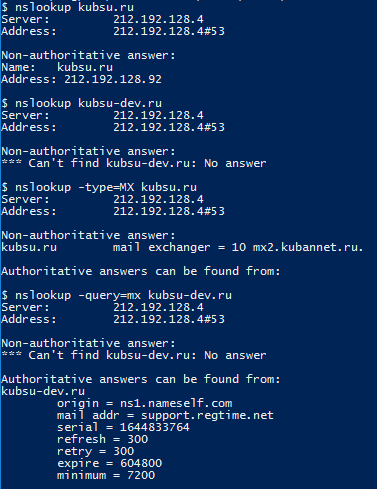 $ nslookup kubsu.ru
Server:         212.192.128.4
Address:        212.192.128.4#53

Non-authoritative answer:
Name:   kubsu.ru
Address: 212.192.128.92

$ nslookup kubsu-dev.ru
Server:         212.192.128.4
Address:        212.192.128.4#53

Non-authoritative answer:
*** Can't find kubsu-dev.ru: No answer

$ nslookup -type=MX kubsu.ru
Server:         212.192.128.4
Address:        212.192.128.4#53

Non-authoritative answer:
kubsu.ru        mail exchanger = 10 mx2.kubannet.ru.

Authoritative answers can be found from:

$ nslookup -query=mx kubsu-dev.ru
Server:         212.192.128.4
Address:        212.192.128.4#53

Non-authoritative answer:
*** Can't find kubsu-dev.ru: No answer

Authoritative answers can be found from:
kubsu-dev.ru
        origin = ns1.nameself.com
        mail addr = support.regtime.net
        serial = 1644833764
        refresh = 300
        retry = 300
        expire = 604800
        minimum = 7200